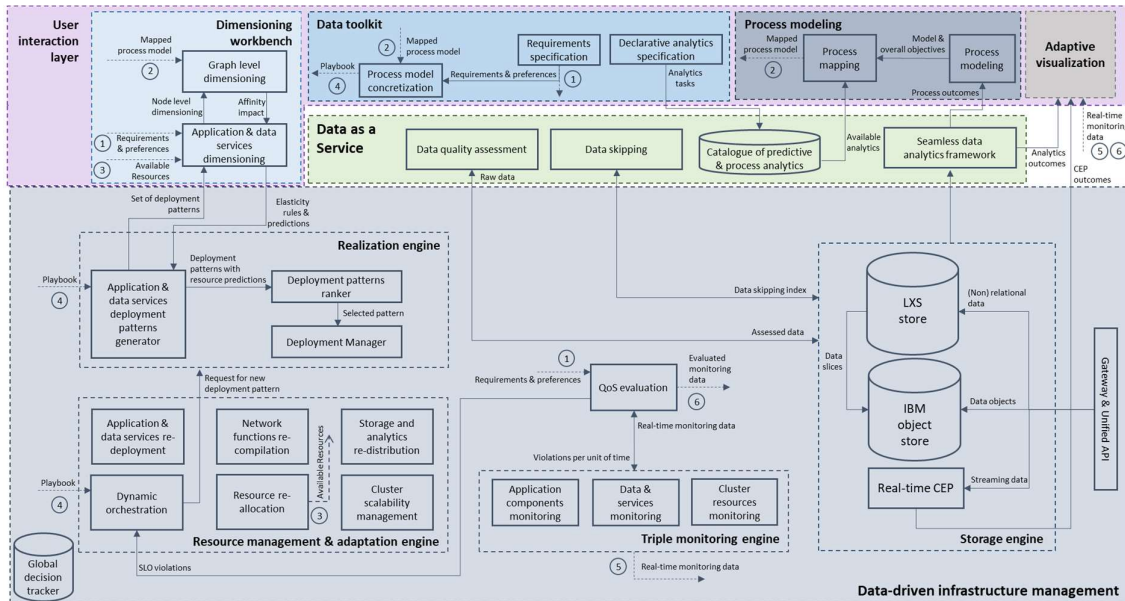 User
interaction
layer
Dimensioning
workbench
Mapped
process model
2
Graph level
dimensioning
Node level
dimensioning
Affinity
impact
1
Requirements
& preferences
3
Available
Resources
Application & data
services
dimensioning
Data toolkit
2
Mapped
process model
Playbook
4
Process model
concretization
Requirements & preferences
1
Requirements
specification
Declarative analytics
specification
Analytics
tasks
Process modeling
Mapped
process model
2
Process
mapping
Model &
overall objectives
Process
modeling
Process outcomes
Adaptive
visualization
Data as a
Service
Data quality assessment
Raw data
Data skipping
Catalogue of predictive
& process analytics
Available
analytics
Seamless data
analytics framework
Analytics
outcomes
Real-time
monitoring
data
5
6
CEP
outcomes
Set of deployment
patterns
Elasticity
rules &
predictions
Realization engine
Playbook
4
Application &
data services
deployment
patterns
generator
Deployment
patterns with
resource predictions
Deployment patterns
ranker
Selected pattern
Deployment Manager
Request for new
deployment pattern
Application &
data services re-
deployment
Network
functions re-
compilation
Storage and
analytics
re-distribution
Playbook
4
Dynamic
orchestration
Resource re-
allocation
Available Resources
3
Cluster
scalability
management
Resource management & adaptation engine
SLO violations
Global
decision
tracker
1
Requirements & preferences
QoS evaluation
Evaluated
monitoring
data
6
Real-time monitoring data
Violations per unit of time
Application
components
monitoring
Data &
services
monitoring
Cluster
resources
monitoring
Triple monitoring engine
5
Real-time monitoring data
Data skipping index
Assessed data
LXS
store
(Non) relational
data
Data
slices
IBM
object
store
Data objects
Real-time CEP
Streaming data
Storage engine
Gateway & Unified API
Data-driven infrastructure management